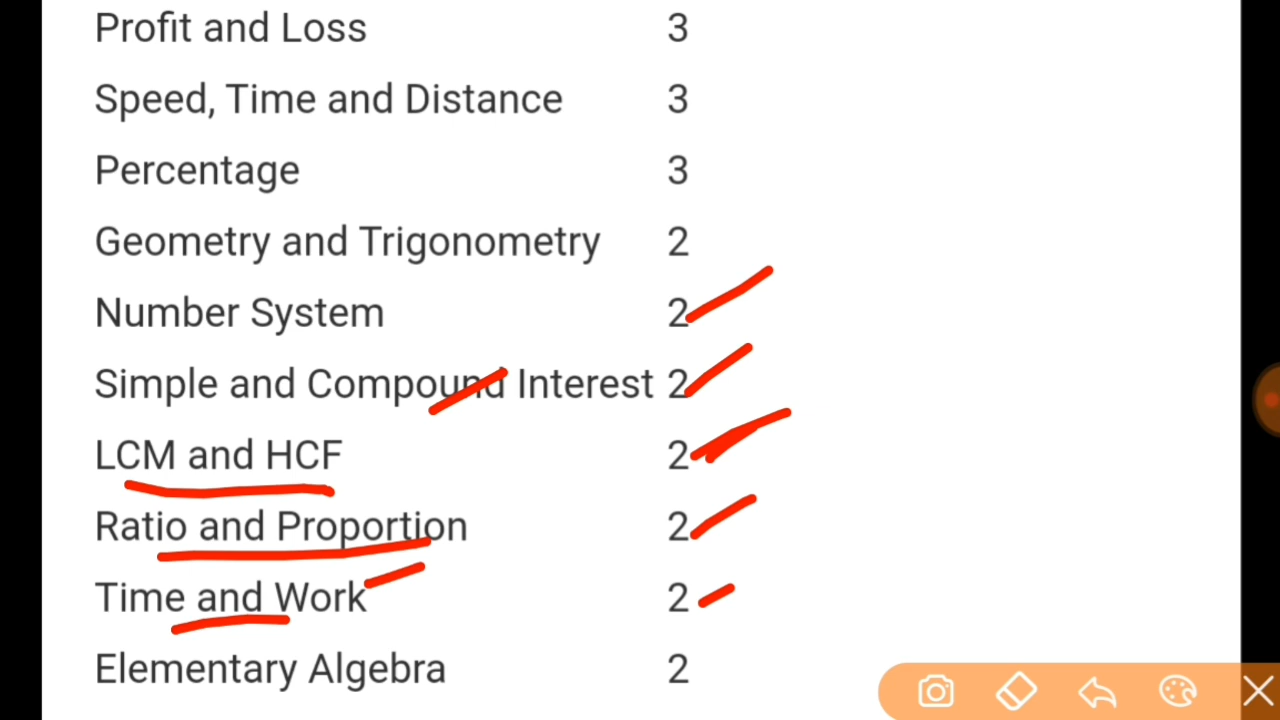 Profit and Loss 3
Speed, Time and Distance 3
Percentage 3
Geometry and Trigonometry 2
Number System 2
Simple and Compound Interest 2
LCM and HCF 2
Ratio and Proportion 2
Time and Work 2
Elementary Algebra 2